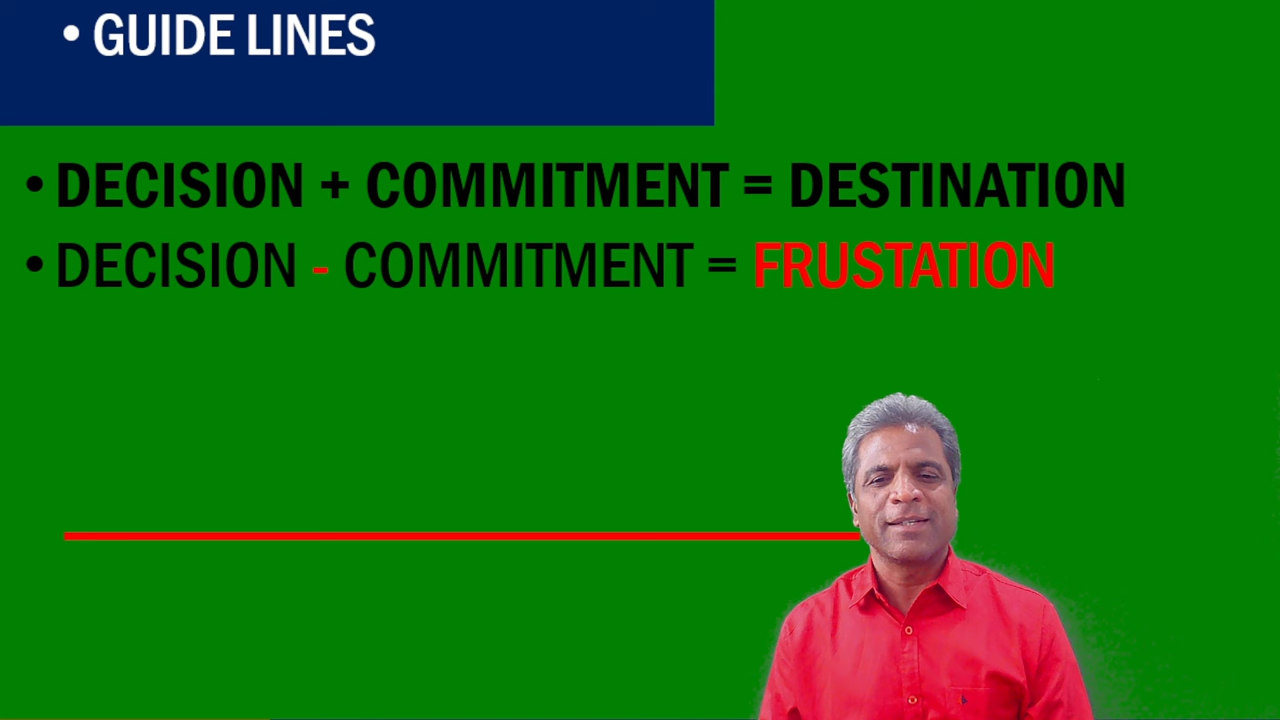 • GUIDE LINES
• DECISION + COMMITMENT = DESTINATION
• DECISION - COMMITMENT = FRUSTATION